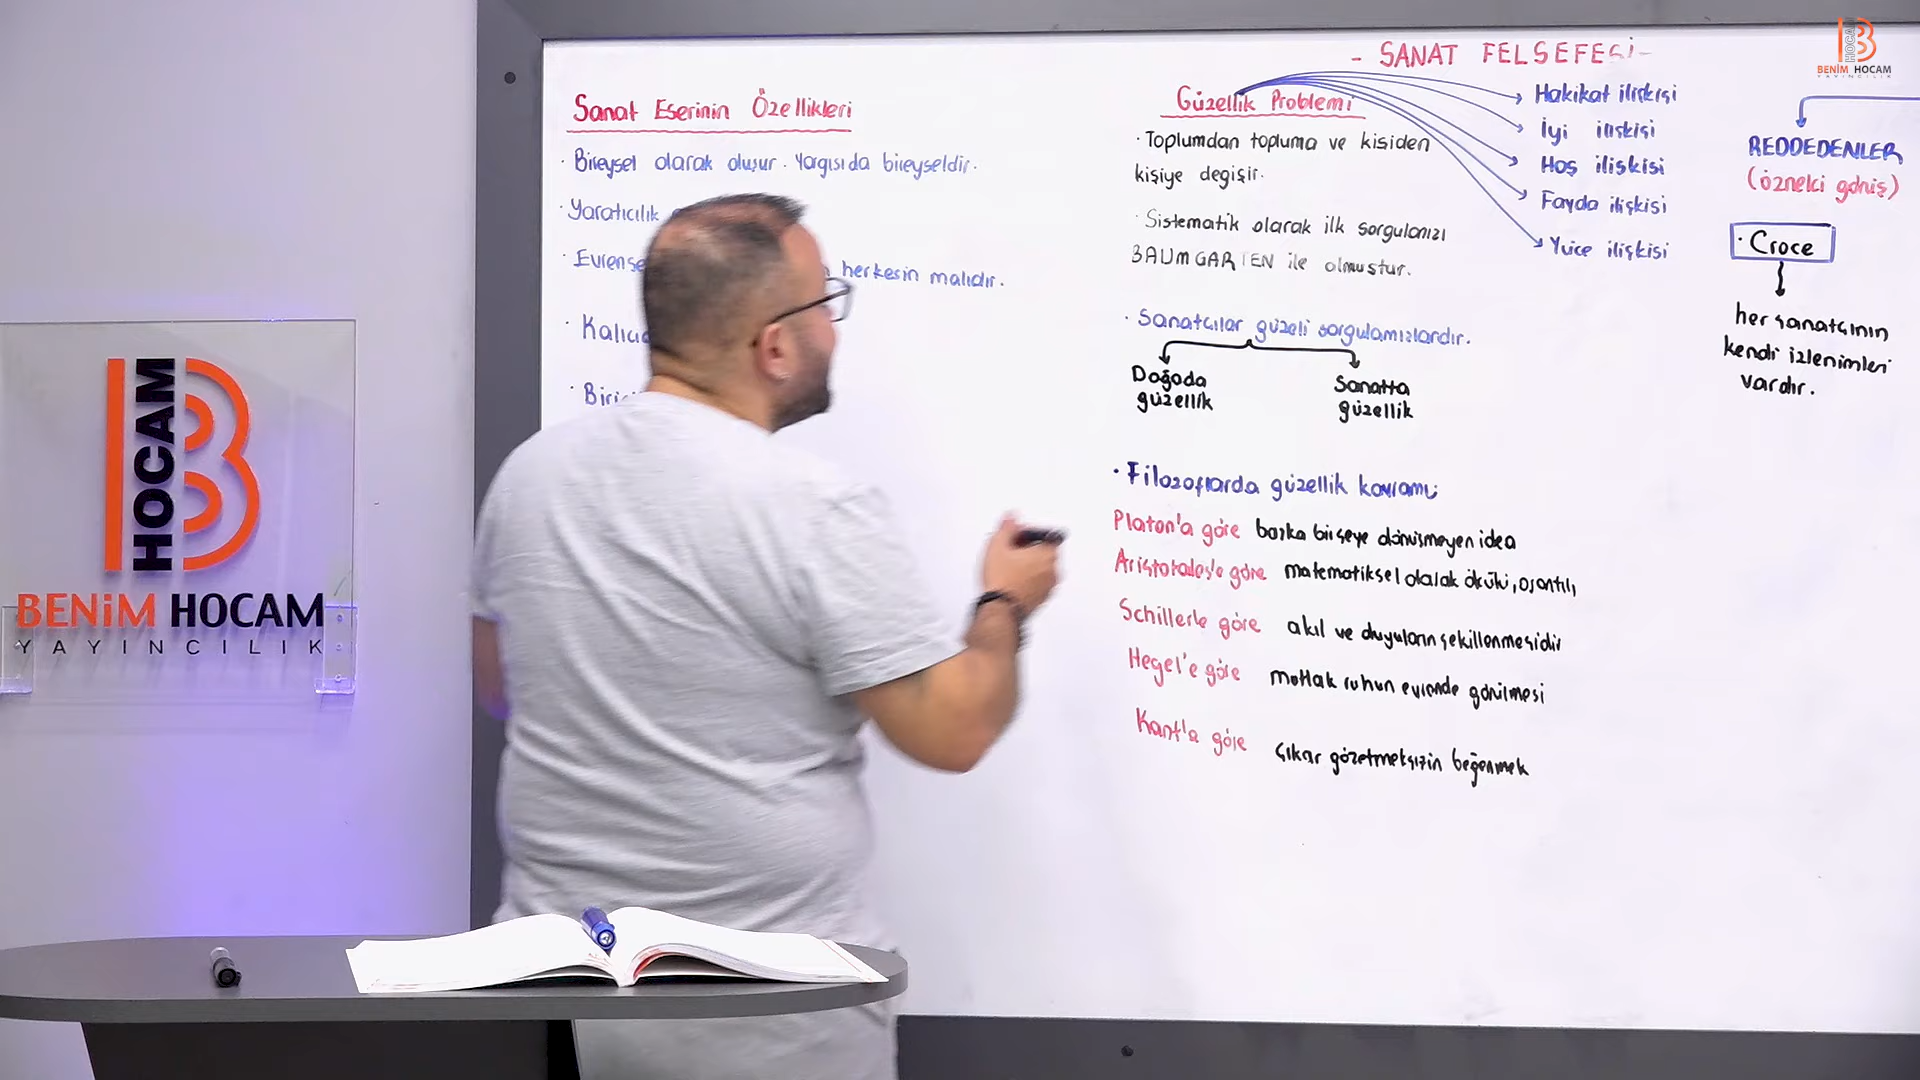 - SANAT FELSEFESİ-
BENİM HOCAM
YAYINCILIK
Sanat Eserinin Özellikleri
· Bireysel olarak oluşur. Yargısı da bireyseldir.
· Yaratıcılık
· herkesin malıdır.
Güzellik Problemi
Hakikat ilişkisi
İyi ilişkisi
Hoş ilişkisi
Fayda ilişkisi
Yüce ilişkisi
· Toplumdan topluma ve kişiden
kişiye değişir.
· Sistematik olarak ilk sorgulanışı
BAUMGARTEN ile olmuştur.
· Sanatçılar güzeli sorgulamışlardır.
Doğada
güzellik
Sanatta
güzellik
· Filozoflarda güzellik kavramı
Platon'a göre başka bir şeye dönüşmeyen idea
Aristoteles'e göre matematiksel olarak ölçülü, orantılı
Schiller'e göre akıl ve duyuların şekillenmesidir
Hegel'e göre mutlak ruhun evrende görülmesi
Kant'a göre çıkar gözetmeksizin beğenmek
REDDEDENLER
(öznelci görüş)
· Croce
her sanatçının
kendi izlenimleri
vardır.
HOCAM
BENİM HOCAM
YAYINCILIK